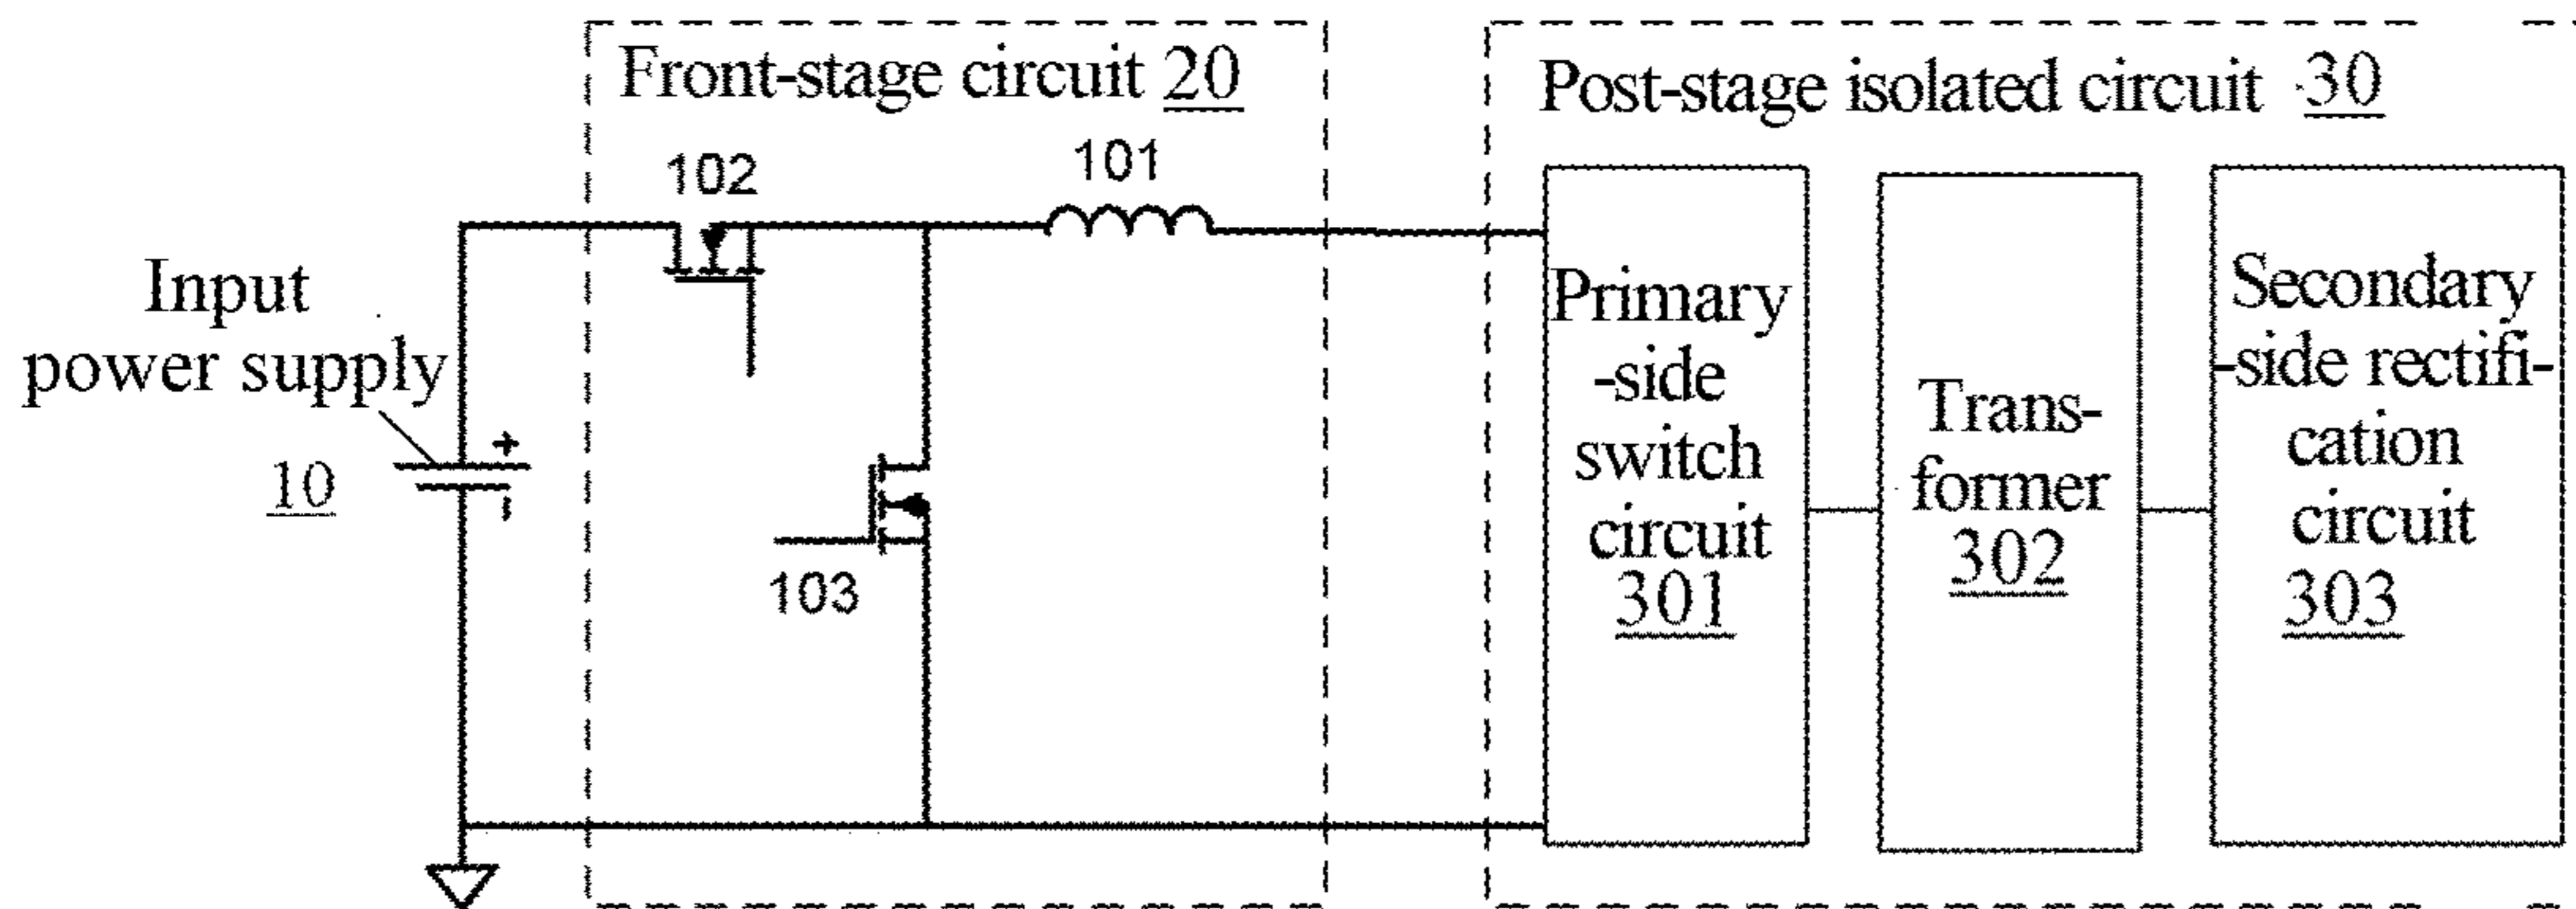 Front-stage circuit 20
Post-stage isolated circuit 30
102
101
Input
power supply
10
+
-
103
Primary
-side
switch
circuit
301
Trans-
former
302
Secondary
-side rectifi-
cation
circuit
303